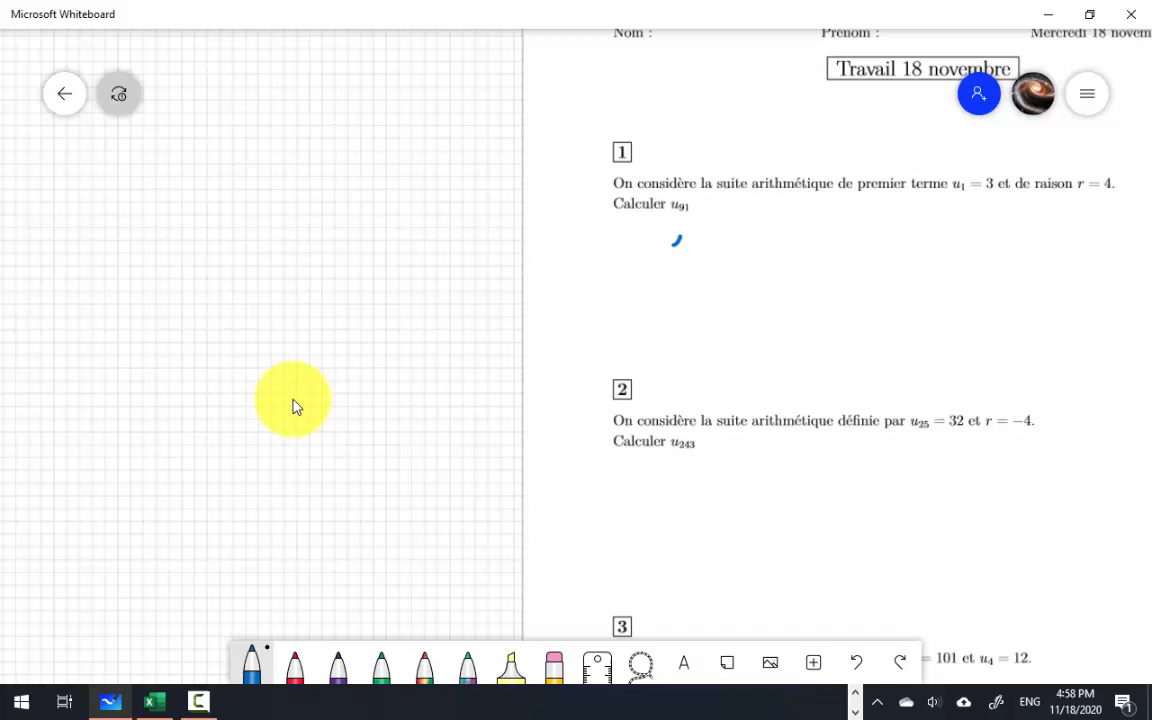 Microsoft Whiteboard
Nom : Prénom : Mercredi 18 novem
Travail 18 novembre
1
On considère la suite arithmétique de premier terme u₁ = 3 et de raison r = 4.
Calculer u₉₁
2
On considère la suite arithmétique définie par u₂₅ = 32 et r = −4.
Calculer u₂₄₃
3
= 101 et u₄ = 12.
A
ENG
4:58 PM
11/18/2020
1